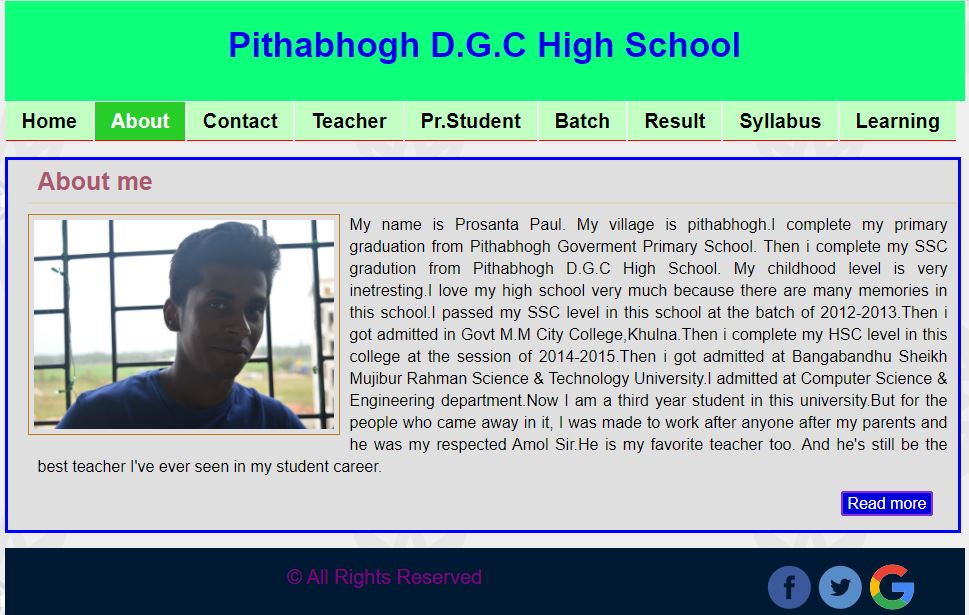 Pithabhogh D.G.C High School
Home About Contact Teacher Pr.Student Batch Result Syllabus Learning
About me
My name is Prosanta Paul. My village is pithabhogh.I complete my primary
graduation from Pithabhogh Goverment Primary School. Then i complete my SSC
gradution from Pithabhogh D.G.C High School. My childhood level is very
inetresting.I love my high school very much because there are many memories in
this school.I passed my SSC level in this school at the batch of 2012-2013.Then i
got admitted in Govt M.M City College,Khulna.Then i complete my HSC level in this
college at the session of 2014-2015.Then i got admitted at Bangabandhu Sheikh
Mujibur Rahman Science & Technology University.I admitted at Computer Science &
Engineering department.Now I am a third year student in this university.But for the
people who came away in it, I was made to work after anyone after my parents and
he was my respected Amol Sir.He is my favorite teacher too. And he's still be the
best teacher I've ever seen in my student career.
Read more
© All Rights Reserved